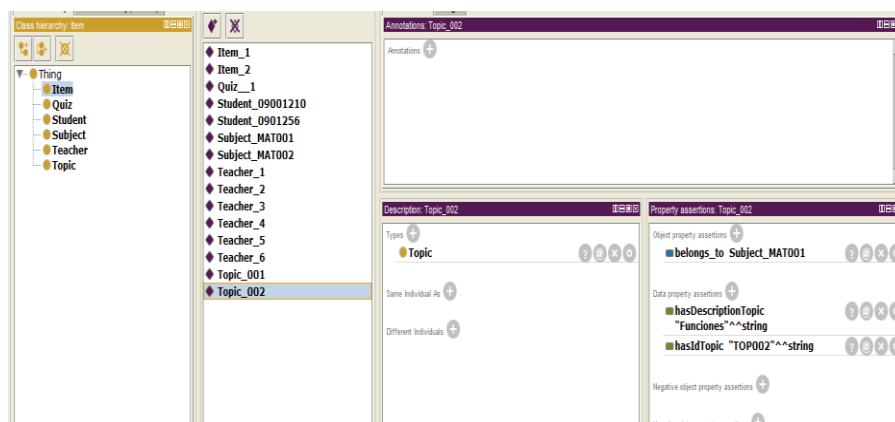 Class hierarchy: Item
Thing
Item
Quiz
Student
Subject
Teacher
Topic
Item_1
Item_2
Quiz__1
Student_09001210
Student_0901256
Subject_MAT001
Subject_MAT002
Teacher_1
Teacher_2
Teacher_3
Teacher_4
Teacher_5
Teacher_6
Topic_001
Topic_002
Annotations: Topic_002
Annotations
Description: Topic_002
Types
Topic
Same Individual As
Different Individuals
Property assertions: Topic_002
Object property assertions
belongs_to Subject_MAT001
Data property assertions
hasDescriptionTopic
"Funciones"^^string
hasIdTopic "TOP002"^^string
Negative object property assertions